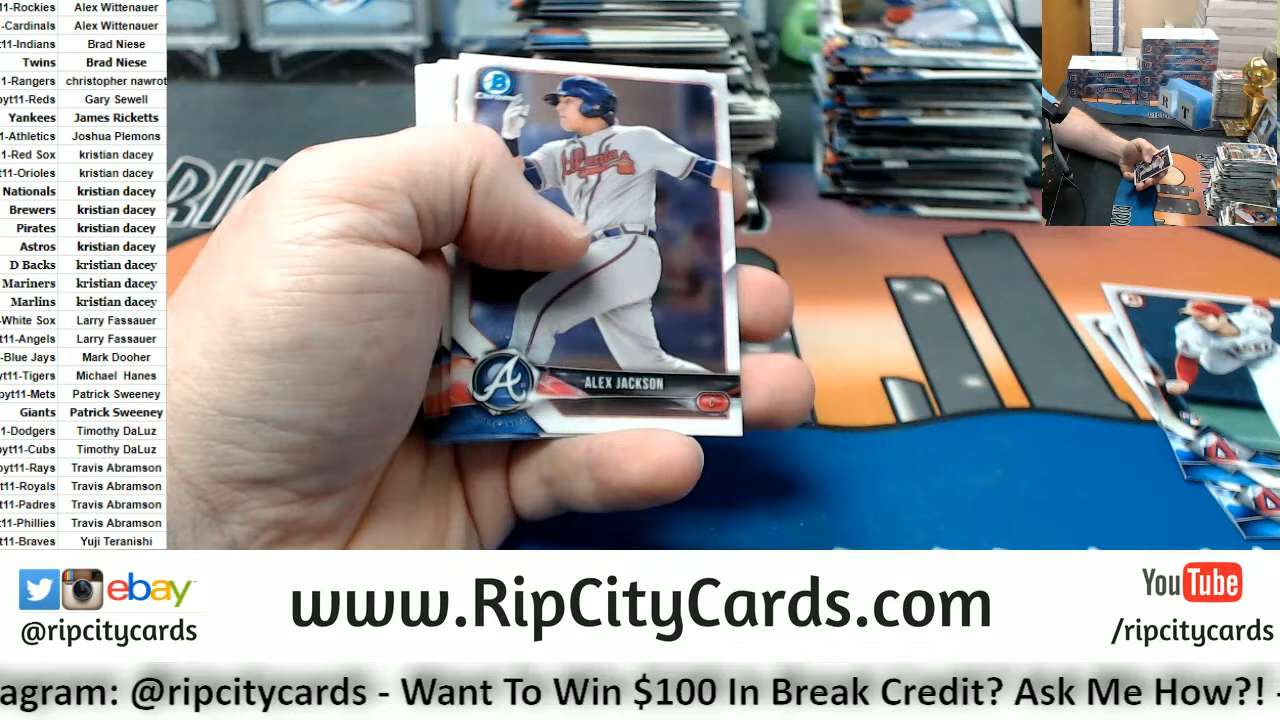 11-Rockies Alex Wittenauer
-Cardinals Alex Wittenauer
t11-Indians Brad Niese
Twins Brad Niese
1-Rangers christopher nawrot
yt11-Reds Gary Sewell
Yankees James Ricketts
1-Athletics Joshua Plemons
1-Red Sox kristian dacey
t11-Orioles kristian dacey
Nationals kristian dacey
Brewers kristian dacey
Pirates kristian dacey
Astros kristian dacey
D Backs kristian dacey
Mariners kristian dacey
Marlins kristian dacey
-White Sox Larry Fassauer
t11-Angels Larry Fassauer
-Blue Jays Mark Dooher
yt11-Tigers Michael Hanes
pyt11-Mets Patrick Sweeney
Giants Patrick Sweeney
1-Dodgers Timothy DaLuz
yt11-Cubs Timothy DaLuz
pyt11-Rays Travis Abramson
t11-Royals Travis Abramson
t11-Padres Travis Abramson
t11-Phillies Travis Abramson
t11-Braves Yuji Teranishi
B
Braves
A
ALEX JACKSON
C
RIP
R T
ebay
@ripcitycards
www.RipCityCards.com
YouTube
/ripcitycards
agram: @ripcitycards - Want To Win $100 In Break Credit? Ask Me How?! -